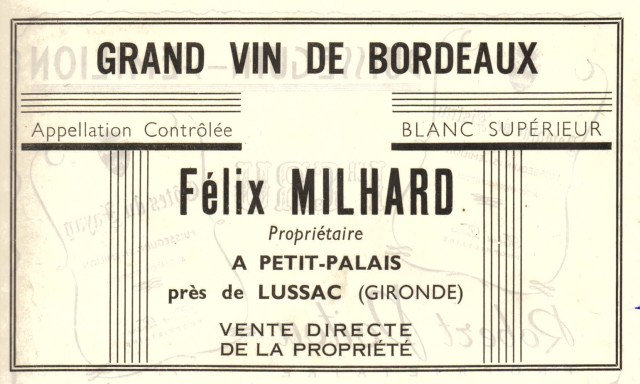 GRAND VIN DE BORDEAUX
Appellation Contrôlée
BLANC SUPÉRIEUR
Félix MILHARD
Propriétaire
A PETIT-PALAIS
près de LUSSAC (GIRONDE)
VENTE DIRECTE
DE LA PROPRIÉTÉ